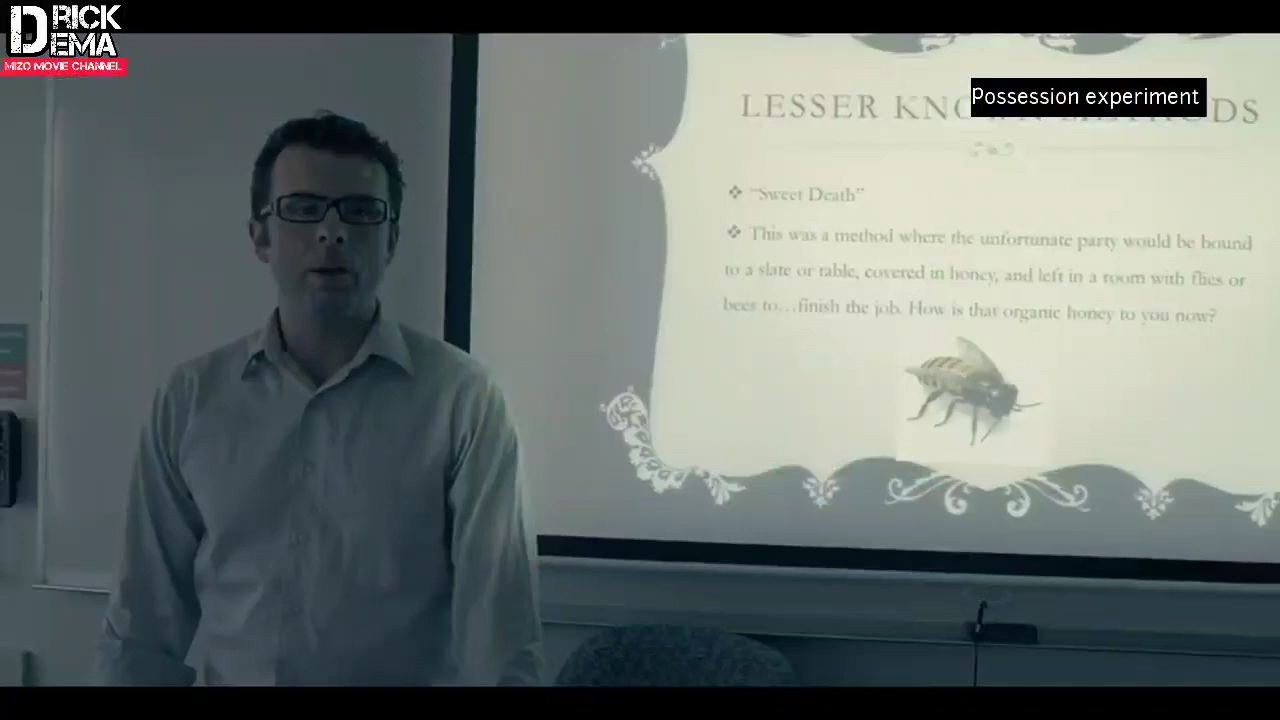 DRICK
DEMA
MIZO MOVIE CHANNEL
Possession experiment
LESSER KNOWN METHODS
❖ "Sweet Death"
❖ This was a method where the unfortunate party would be bound
to a slate or table, covered in honey, and left in a room with flies or
bees to…finish the job. How is that organic honey to you now?